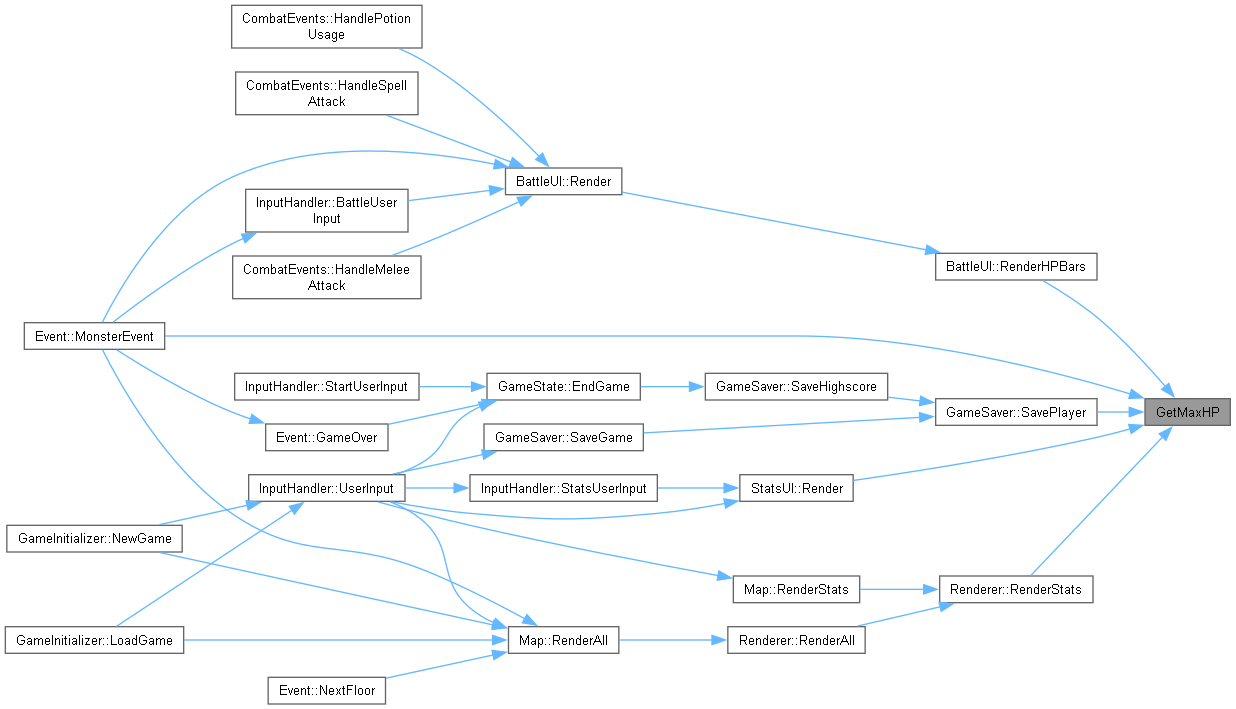 CombatEvents::HandlePotion
Usage
CombatEvents::HandleSpell
Attack
BattleUI::Render
InputHandler::BattleUser
Input
CombatEvents::HandleMelee
Attack
BattleUI::RenderHPBars
Event::MonsterEvent
InputHandler::StartUserInput
GameState::EndGame
GameSaver::SaveHighscore
GameSaver::SavePlayer
GetMaxHP
Event::GameOver
GameSaver::SaveGame
InputHandler::UserInput
InputHandler::StatsUserInput
StatsUI::Render
GameInitializer::NewGame
Map::RenderStats
Renderer::RenderStats
GameInitializer::LoadGame
Map::RenderAll
Renderer::RenderAll
Event::NextFloor